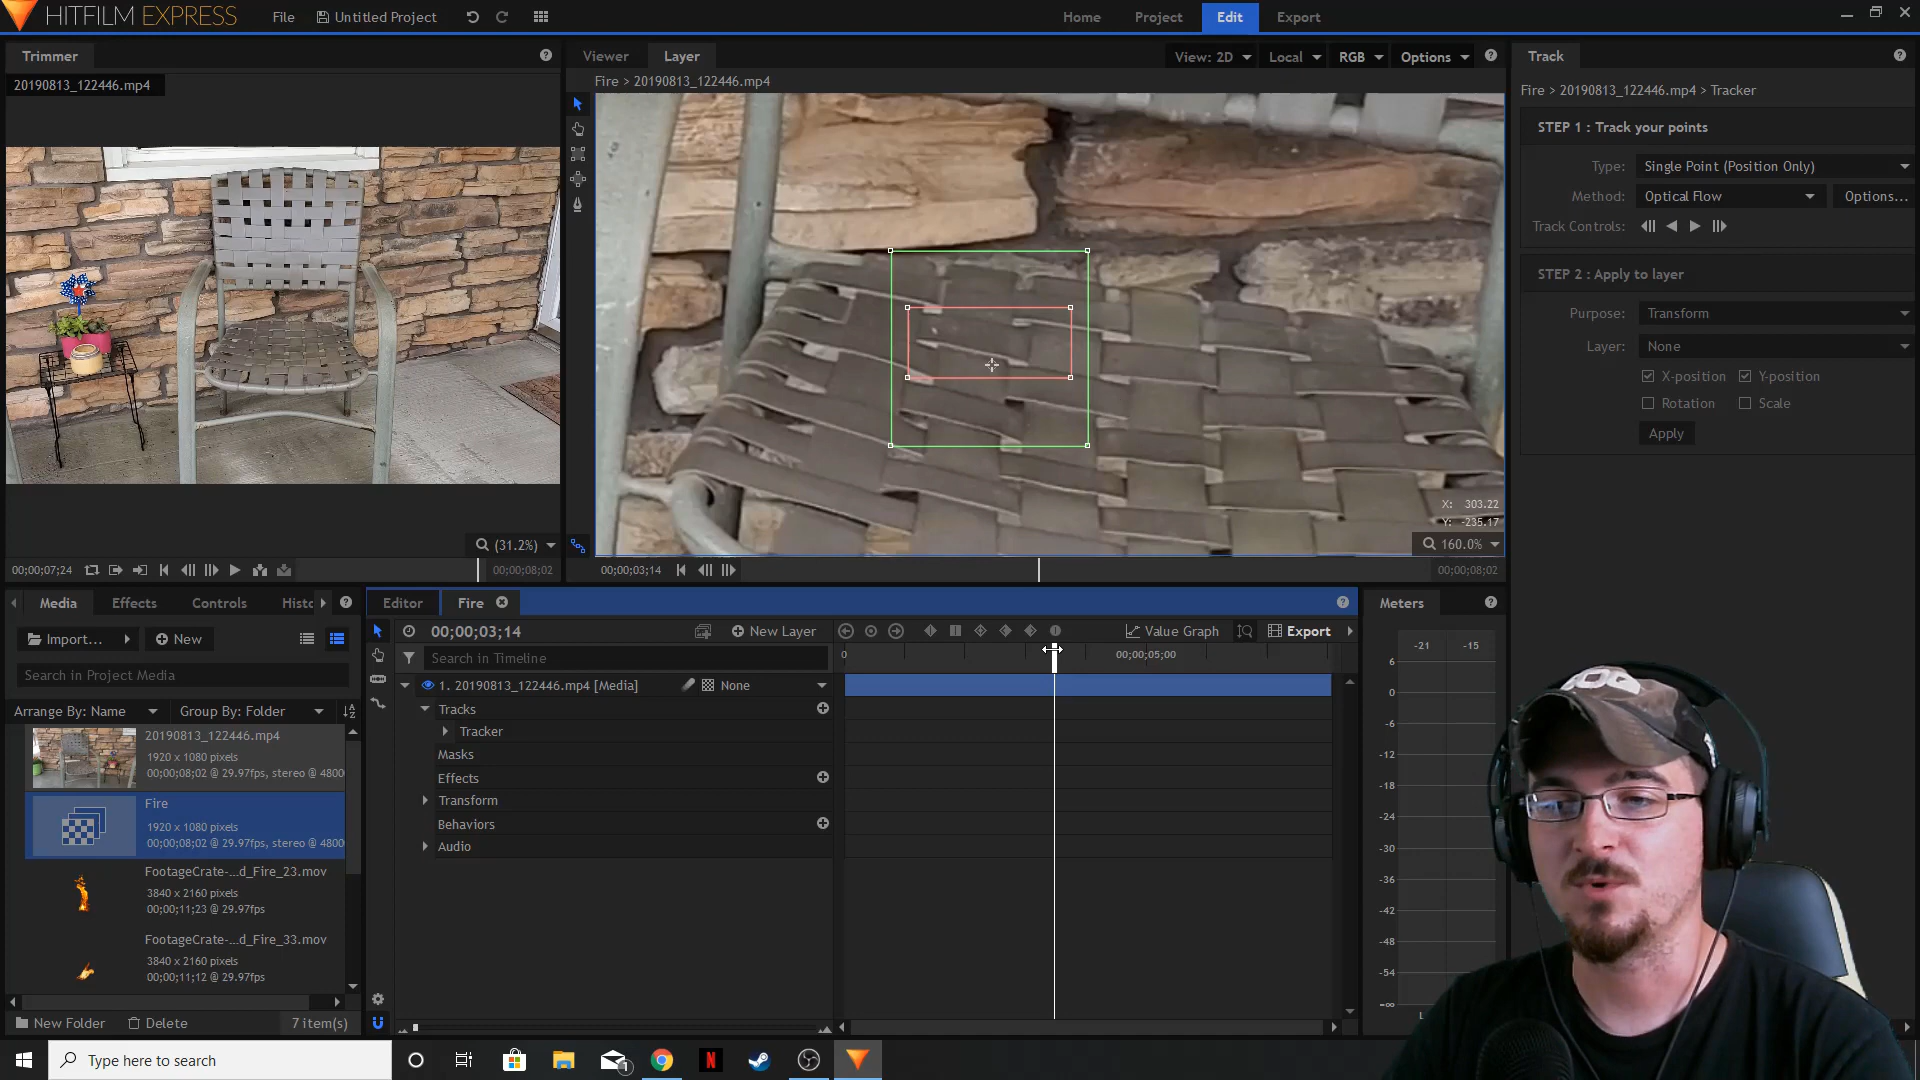 HITFILM EXPRESS
File
Untitled Project
Home
Project
Edit
Export
Trimmer
20190813_122446.mp4
(31.2%)
00;00;07;24
00;00;08;02
Viewer
Layer
View: 2D
Local
RGB
Options
Fire > 20190813_122446.mp4
X: 303.22
Y: -235.17
160.0%
00;00;03;14
00;00;08;02
Track
Fire > 20190813_122446.mp4 > Tracker
STEP 1 : Track your points
Type: Single Point (Position Only)
Method: Optical Flow Options...
Track Controls:
STEP 2 : Apply to layer
Purpose: Transform
Layer: None
X-position Y-position
Rotation Scale
Apply
Media
Effects
Controls
Histo
Import...
New
Search in Project Media
Arrange By: Name
Group By: Folder
20190813_122446.mp4
1920 x 1080 pixels
00;00;08;02 @ 29.97fps, stereo @ 4800
Fire
1920 x 1080 pixels
00;00;08;02 @ 29.97fps, stereo @ 4800
FootageCrate-...d_Fire_23.mov
3840 x 2160 pixels
00;00;11;23 @ 29.97fps
FootageCrate-...d_Fire_33.mov
3840 x 2160 pixels
00;00;11;12 @ 29.97fps
New Folder
Delete
7 item(s)
Editor
Fire
00;00;03;14
New Layer
Value Graph
Export
Search in Timeline
0
00;00;05;00
1. 20190813_122446.mp4 [Media]
None
Tracks
Tracker
Masks
Effects
Transform
Behaviors
Audio
Meters
-21 -15
6
0
-6
-12
-18
-24
-30
-36
-42
-48
-54
-∞
L
Type here to search
1
N